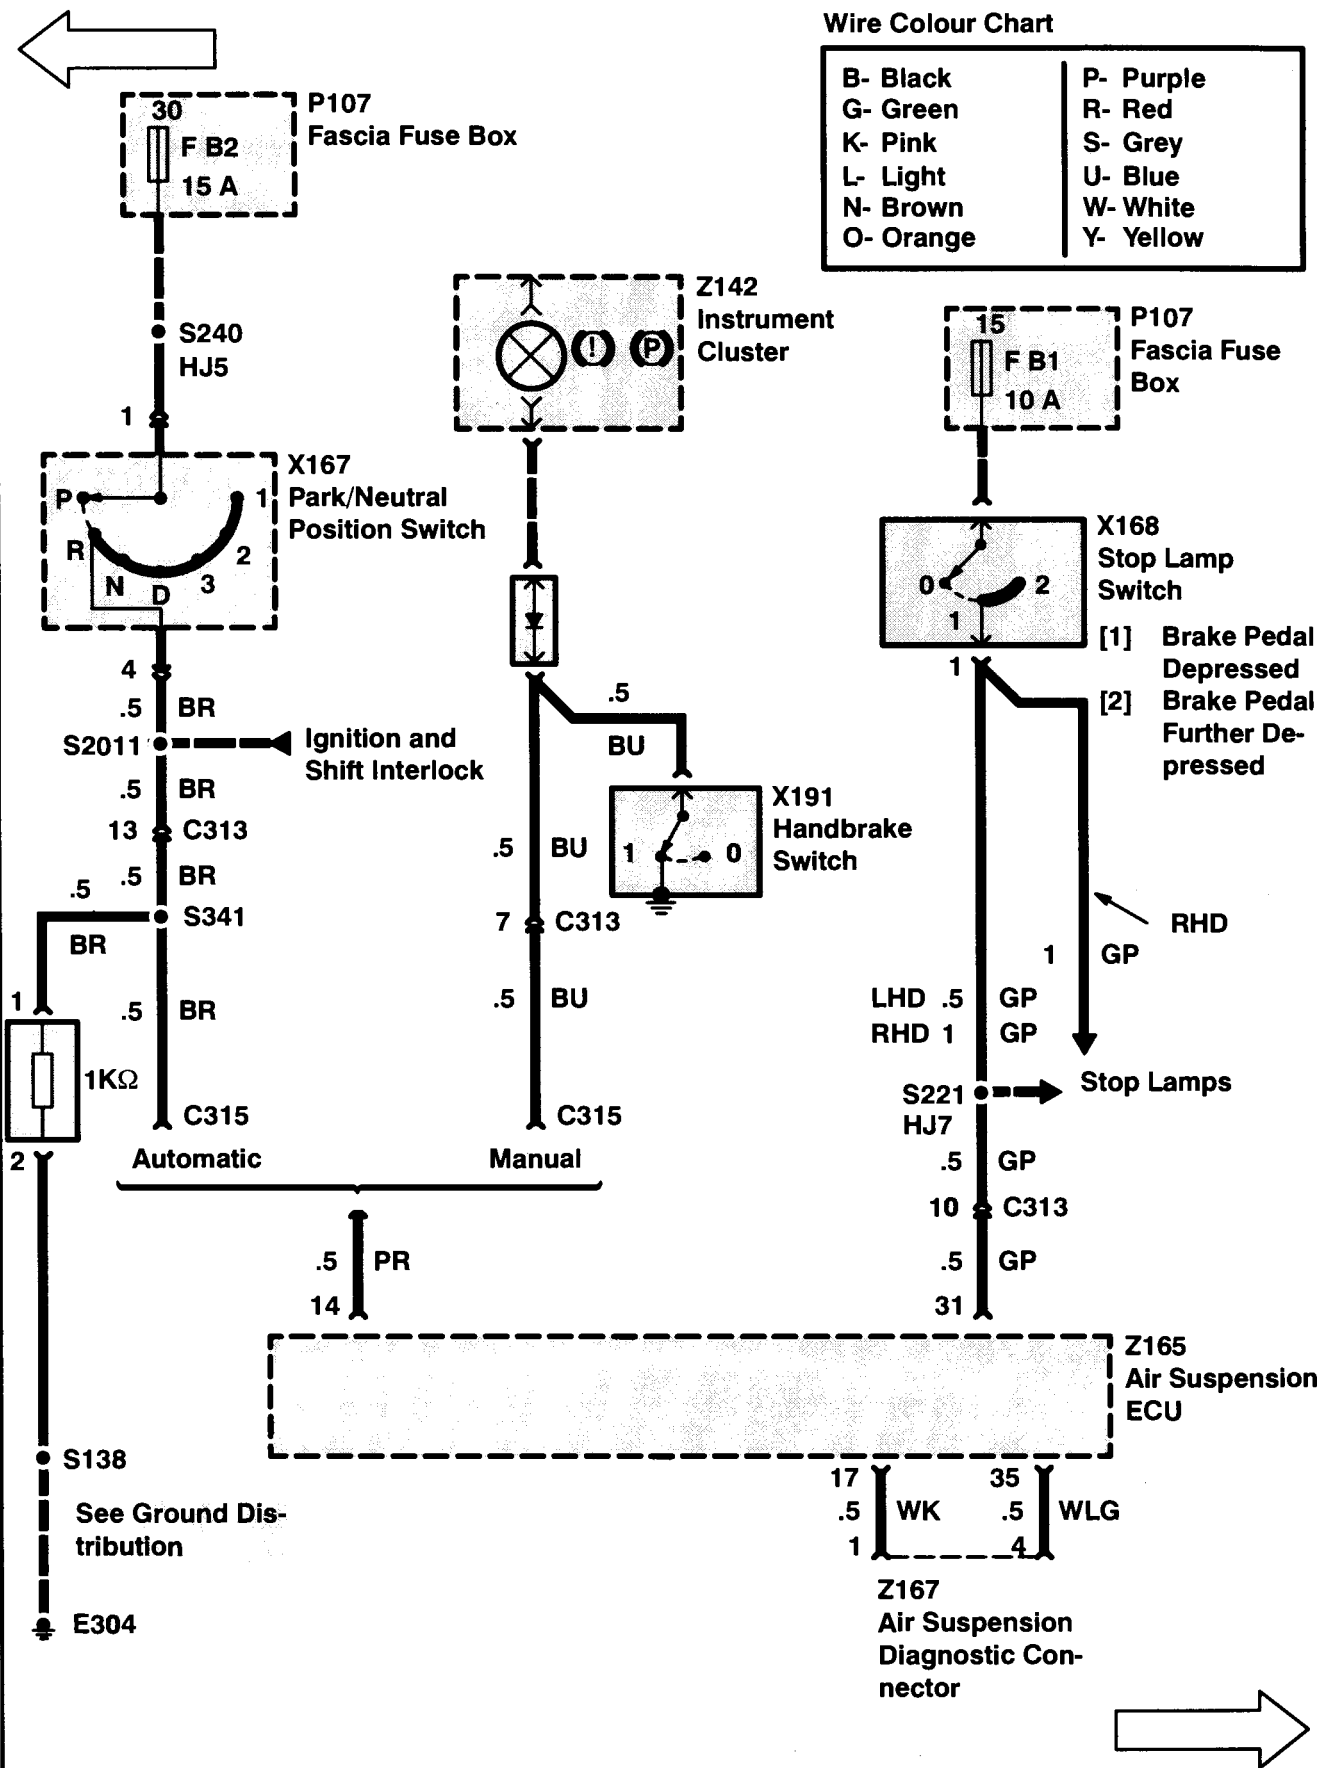 Wire Colour Chart
B- Black
G- Green
K- Pink
L- Light
N- Brown
O- Orange
P- Purple
R- Red
S- Grey
U- Blue
W- White
Y- Yellow
30
F B2
15 A
P107
Fascia Fuse Box
S240
HJ5
1
X167
Park/Neutral
Position Switch
P
R
N
D
3
2
1
4
.5 BR
S2011
Ignition and
Shift Interlock
.5 BR
13 C313
.5 BR
.5
BR
S341
1
1KΩ
2
.5 BR
C315
Automatic
S138
See Ground Dis-
tribution
E304
Z142
Instrument
Cluster
!
P
.5
BU
X191
Handbrake
Switch
1
0
.5 BU
7 C313
.5 BU
C315
Manual
.5 PR
14
15
F B1
10 A
P107
Fascia Fuse
Box
X168
Stop Lamp
Switch
0
1
2
[1] Brake Pedal
Depressed
[2] Brake Pedal
Further De-
pressed
1
RHD
1 GP
LHD .5 GP
RHD 1 GP
S221
HJ7
Stop Lamps
.5 GP
10 C313
.5 GP
31
Z165
Air Suspension
ECU
17
.5 WK
1
35
.5 WLG
4
Z167
Air Suspension
Diagnostic Con-
nector